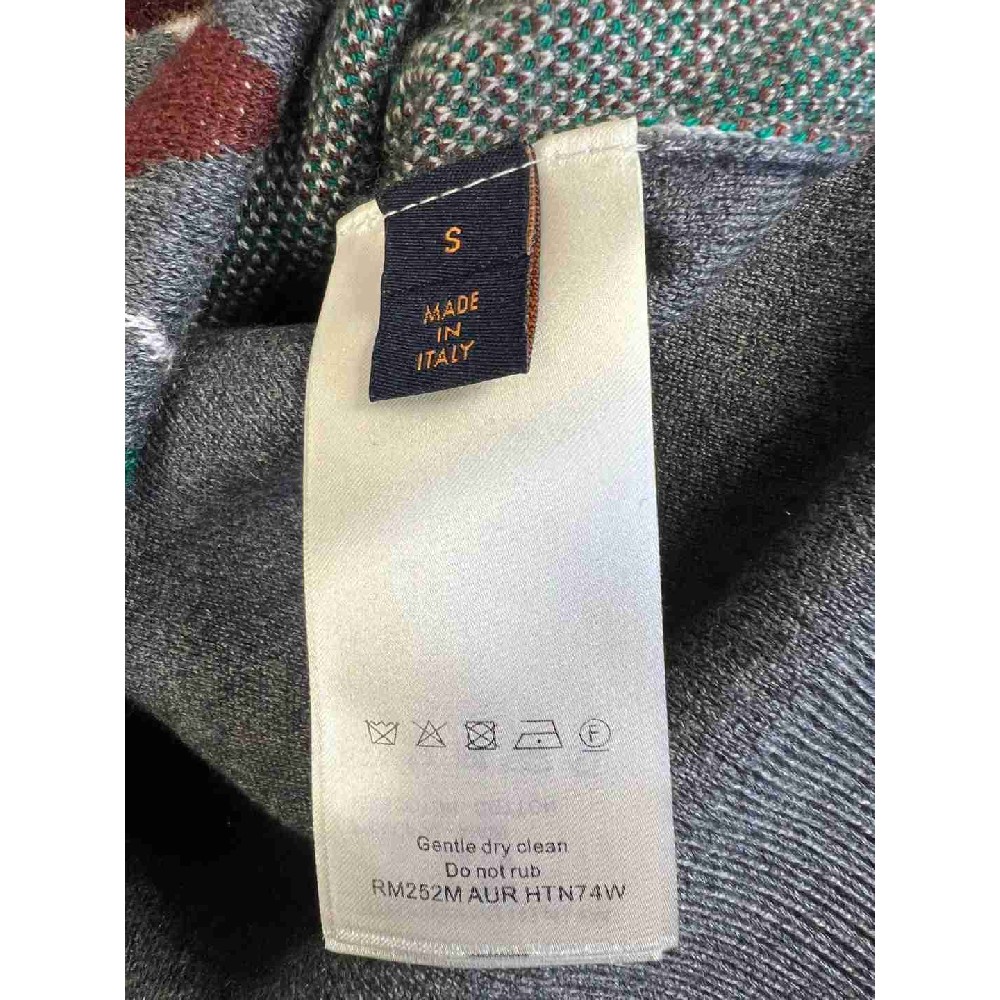 S
MADE
IN
ITALY
F
Gentle dry clean
Do not rub
RM252M AUR HTN74W